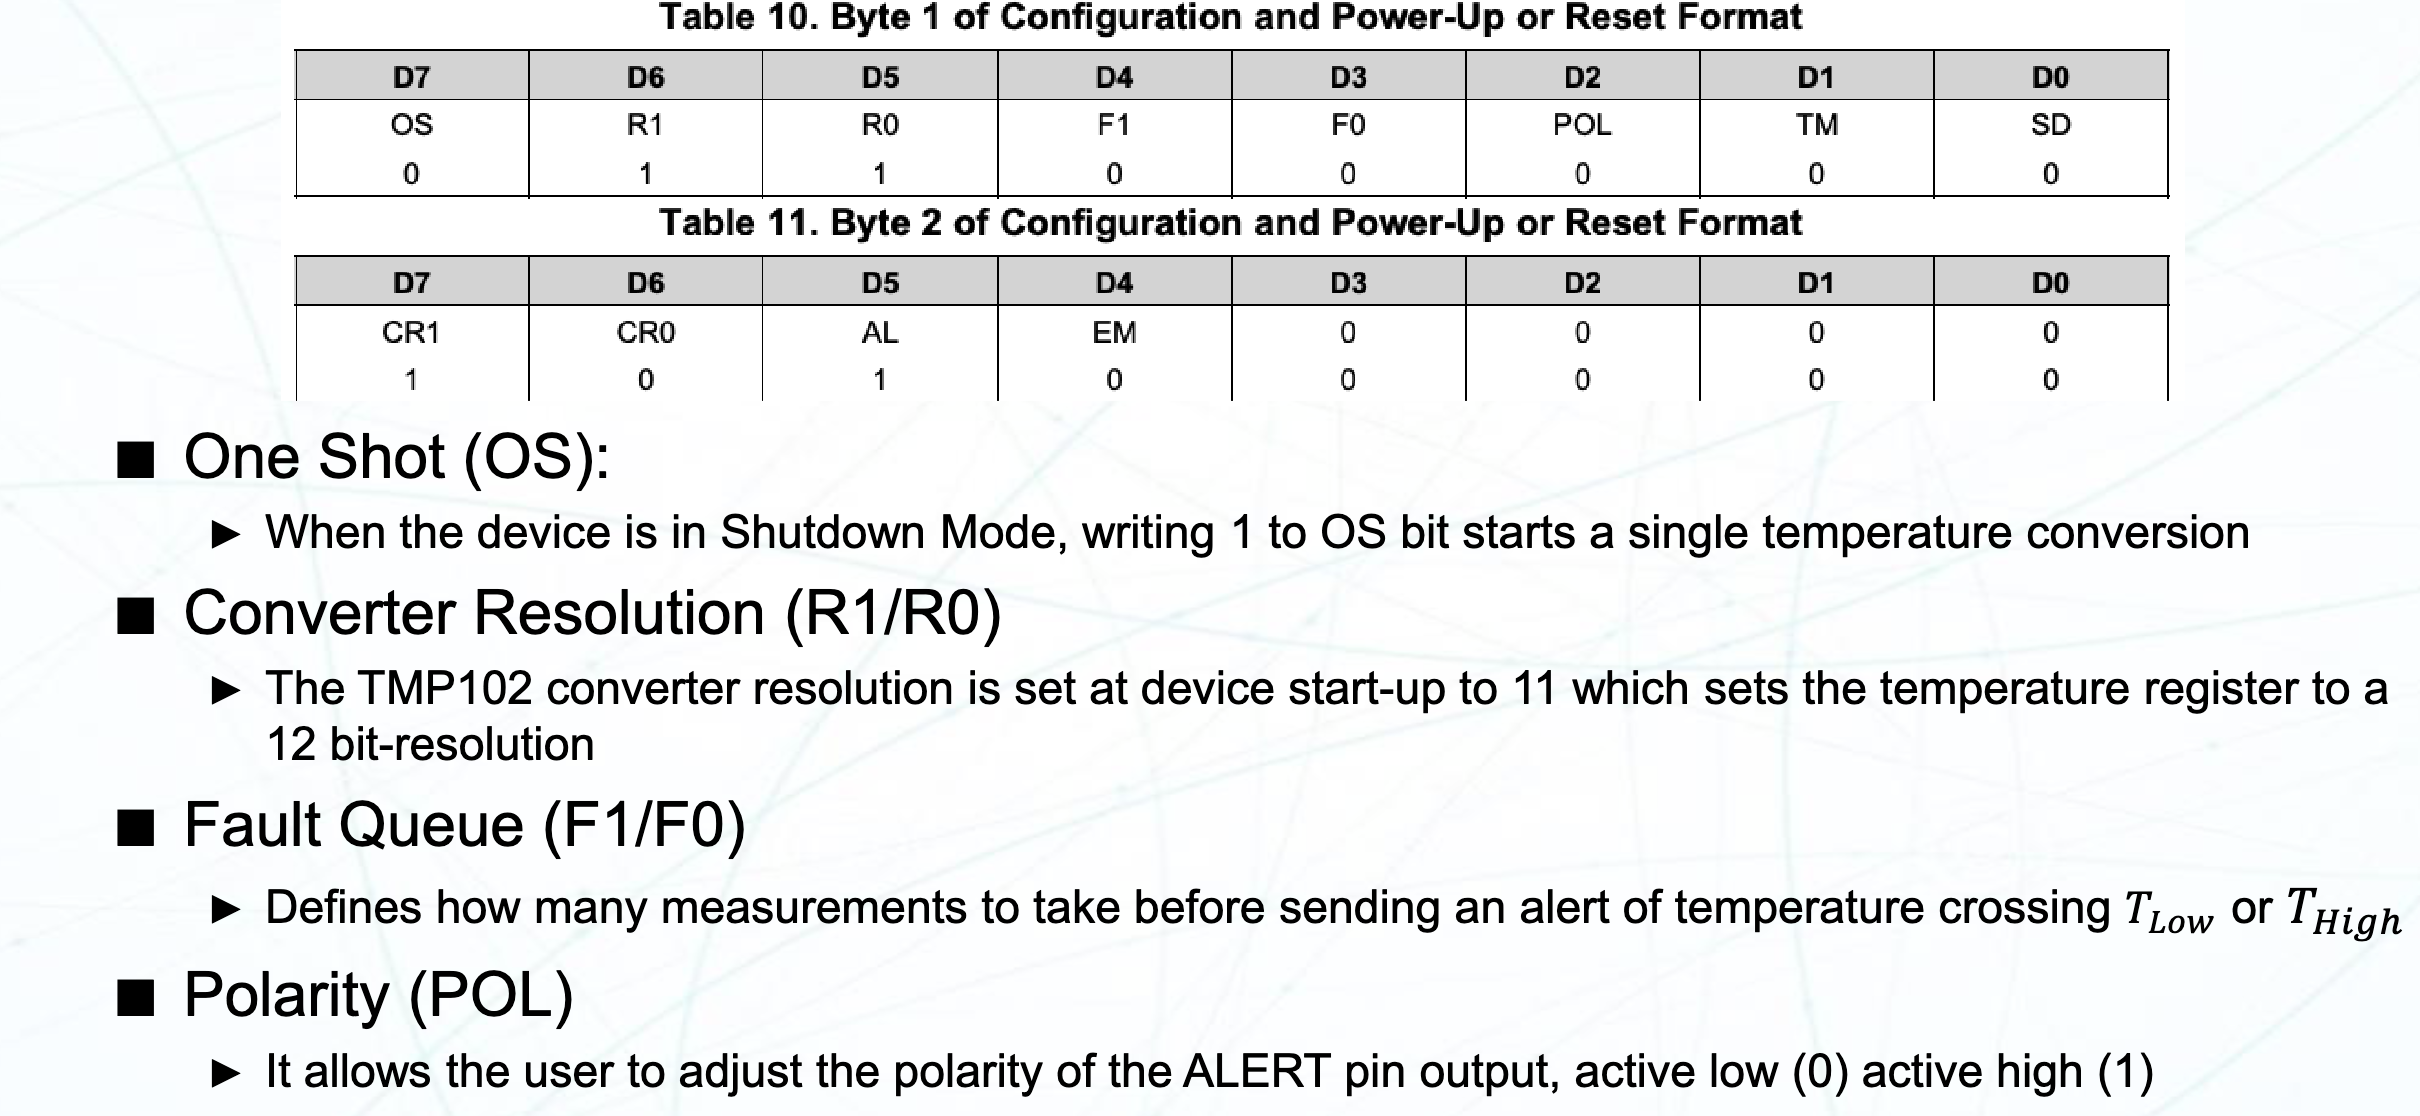 Table 10. Byte 1 of Configuration and Power-Up or Reset Format
D7 D6 D5 D4 D3 D2 D1 D0
OS R1 R0 F1 F0 POL TM SD
0 1 1 0 0 0 0 0
Table 11. Byte 2 of Configuration and Power-Up or Reset Format
D7 D6 D5 D4 D3 D2 D1 D0
CR1 CR0 AL EM 0 0 0 0
1 0 1 0 0 0 0 0
■ One Shot (OS):
► When the device is in Shutdown Mode, writing 1 to OS bit starts a single temperature conversion
■ Converter Resolution (R1/R0)
► The TMP102 converter resolution is set at device start-up to 11 which sets the temperature register to a
12 bit-resolution
■ Fault Queue (F1/F0)
► Defines how many measurements to take before sending an alert of temperature crossing T_Low or T_High
■ Polarity (POL)
► It allows the user to adjust the polarity of the ALERT pin output, active low (0) active high (1)